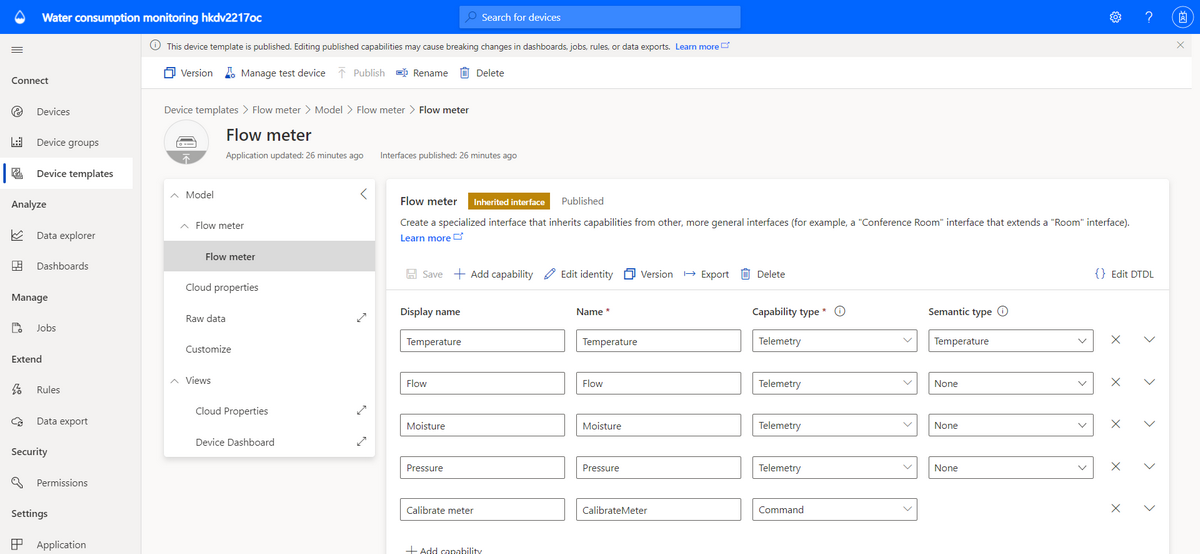 Water consumption monitoring hkdv2217oc
Search for devices
?
This device template is published. Editing published capabilities may cause breaking changes in dashboards, jobs, rules, or data exports. Learn more
Version Manage test device Publish Rename Delete
Connect
Devices
Device groups
Device templates
Analyze
Data explorer
Dashboards
Manage
Jobs
Extend
Rules
Data export
Security
Permissions
Settings
Application
Device templates > Flow meter > Model > Flow meter > Flow meter
Flow meter
Application updated: 26 minutes ago Interfaces published: 26 minutes ago
Model
Flow meter
Flow meter
Cloud properties
Raw data
Customize
Views
Cloud Properties
Device Dashboard
Flow meter Inherited interface Published
Create a specialized interface that inherits capabilities from other, more general interfaces (for example, a "Conference Room" interface that extends a "Room" interface).
Learn more
Save + Add capability Edit identity Version Export Delete {} Edit DTDL
Display name Name * Capability type * Semantic type
Temperature Temperature Telemetry Temperature
Flow Flow Telemetry None
Moisture Moisture Telemetry None
Pressure Pressure Telemetry None
Calibrate meter CalibrateMeter Command
+ Add capability